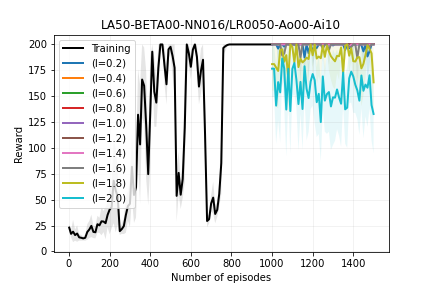 LA50-BETA00-NN016/LR0050-Ao00-Ai10
Reward
200
175
150
125
100
75
50
25
0
Training
(l=0.2)
(l=0.4)
(l=0.6)
(l=0.8)
(l=1.0)
(l=1.2)
(l=1.4)
(l=1.6)
(l=1.8)
(l=2.0)
0 200 400 600 800 1000 1200 1400
Number of episodes